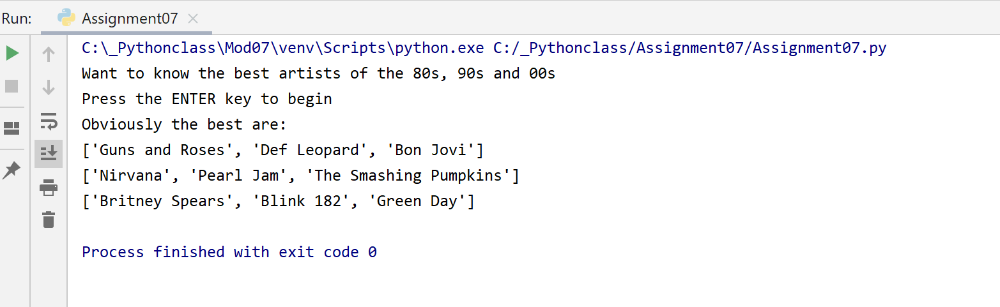 Run: Assignment07
C:\_Pythonclass\Mod07\venv\Scripts\python.exe C:/_Pythonclass/Assignment07/Assignment07.py
Want to know the best artists of the 80s, 90s and 00s
Press the ENTER key to begin
Obviously the best are:
['Guns and Roses', 'Def Leopard', 'Bon Jovi']
['Nirvana', 'Pearl Jam', 'The Smashing Pumpkins']
['Britney Spears', 'Blink 182', 'Green Day']
Process finished with exit code 0